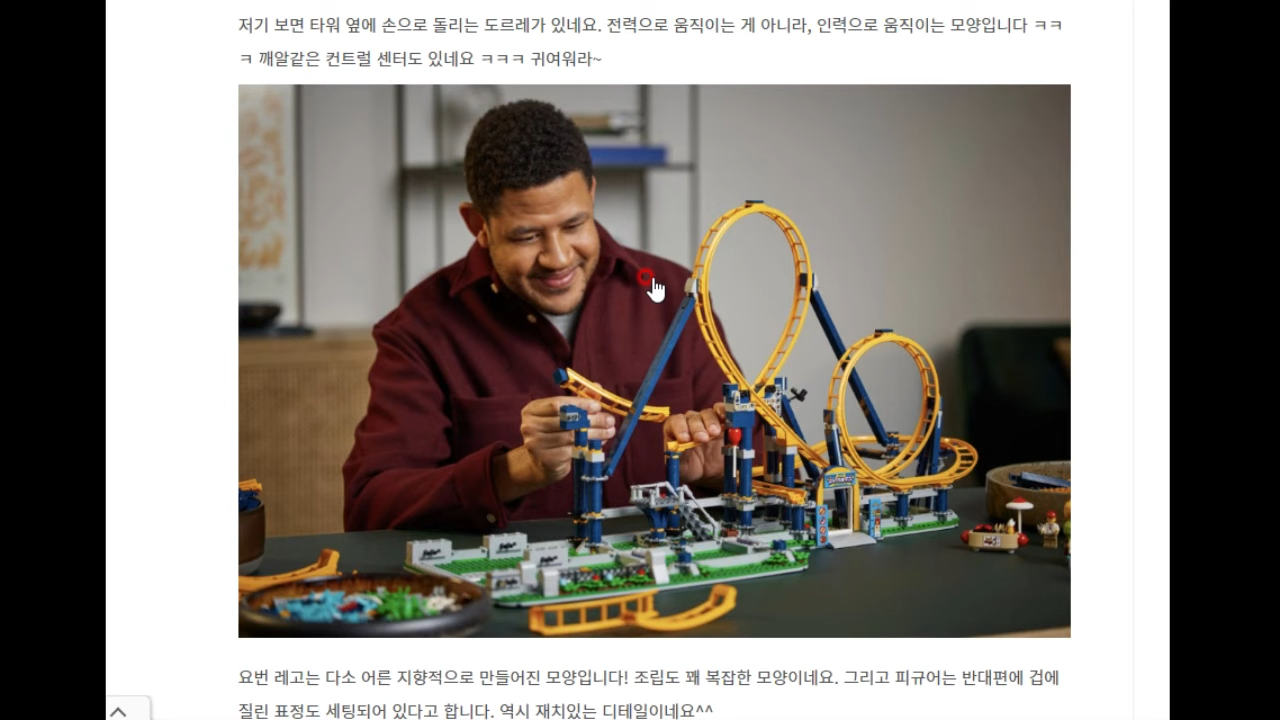 저기 보면 타워 옆에 손으로 돌리는 도르레가 있네요. 전력으로 움직이는 게 아니라, 인력으로 움직이는 모양입니다 ㅋㅋ
ㅋ 깨알같은 컨트럴 센터도 있네요 ㅋㅋㅋ 귀여워라~
요번 레고는 다소 어른 지향적으로 만들어진 모양입니다! 조립도 꽤 복잡한 모양이네요. 그리고 피규어는 반대편에 겁에
질린 표정도 세팅되어 있다고 합니다. 역시 재치있는 디테일이네요^^